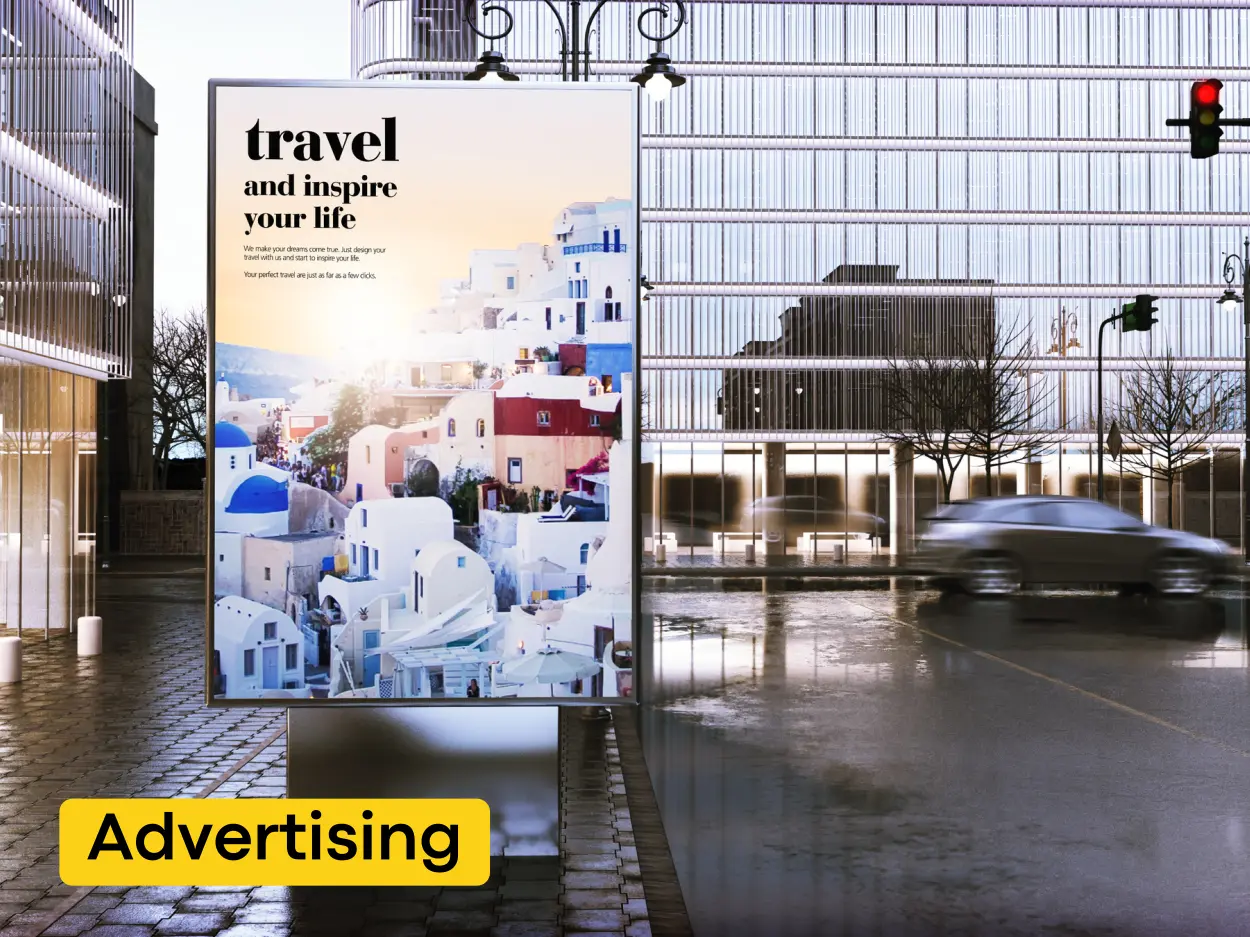 travel
and inspire
your life
We make your dreams come true. Just design your
travel with us and start to inspire your life.
Your perfect travel are just as far as a few clicks.
Advertising